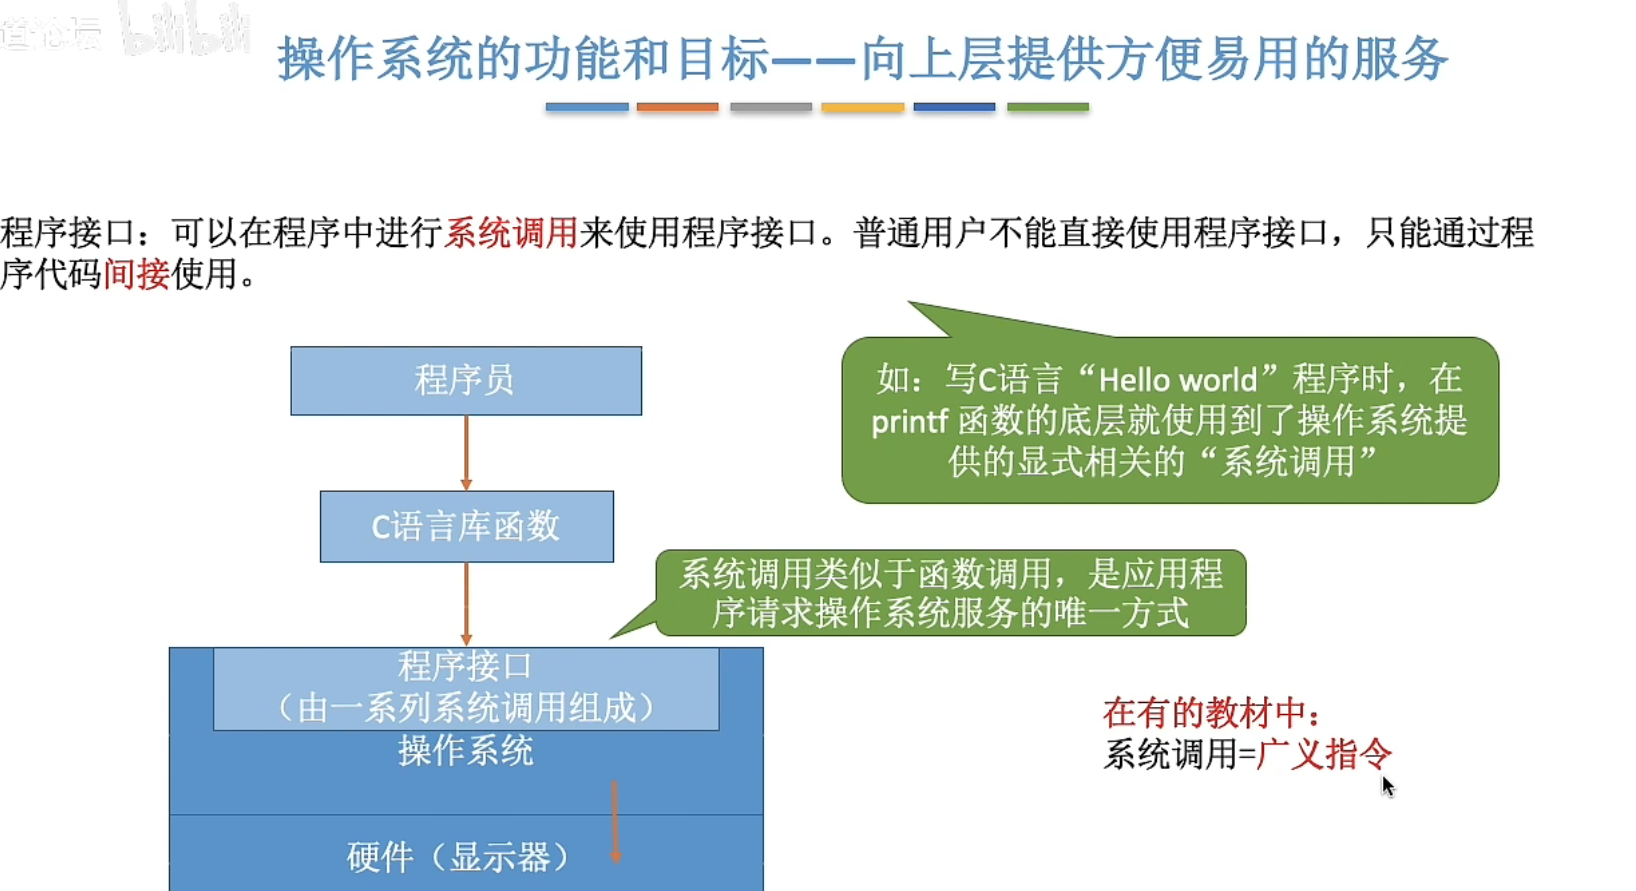 道论坛 bilibili
操作系统的功能和目标——向上层提供方便易用的服务
程序接口：可以在程序中进行系统调用来使用程序接口。普通用户不能直接使用程序接口，只能通过程
序代码间接使用。
程序员
如：写C语言“Hello world”程序时，在
printf 函数的底层就使用到了操作系统提
供的显式相关的“系统调用”
C语言库函数
系统调用类似于函数调用，是应用程
序请求操作系统服务的唯一方式
程序接口
（由一系列系统调用组成）
操作系统
在有的教材中：
系统调用=广义指令
硬件（显示器）